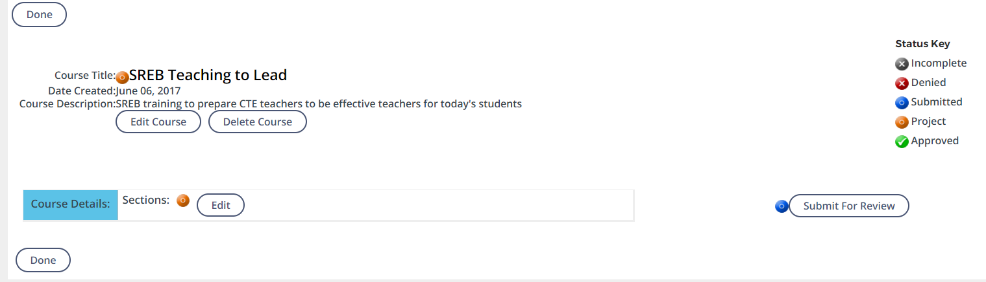 Done
Status Key
Incomplete
Denied
Submitted
Project
Approved
Course Title: SREB Teaching to Lead
Date Created: June 06, 2017
Course Description: SREB training to prepare CTE teachers to be effective teachers for today's students
Edit Course Delete Course
Course Details: Sections: Edit
Submit For Review
Done